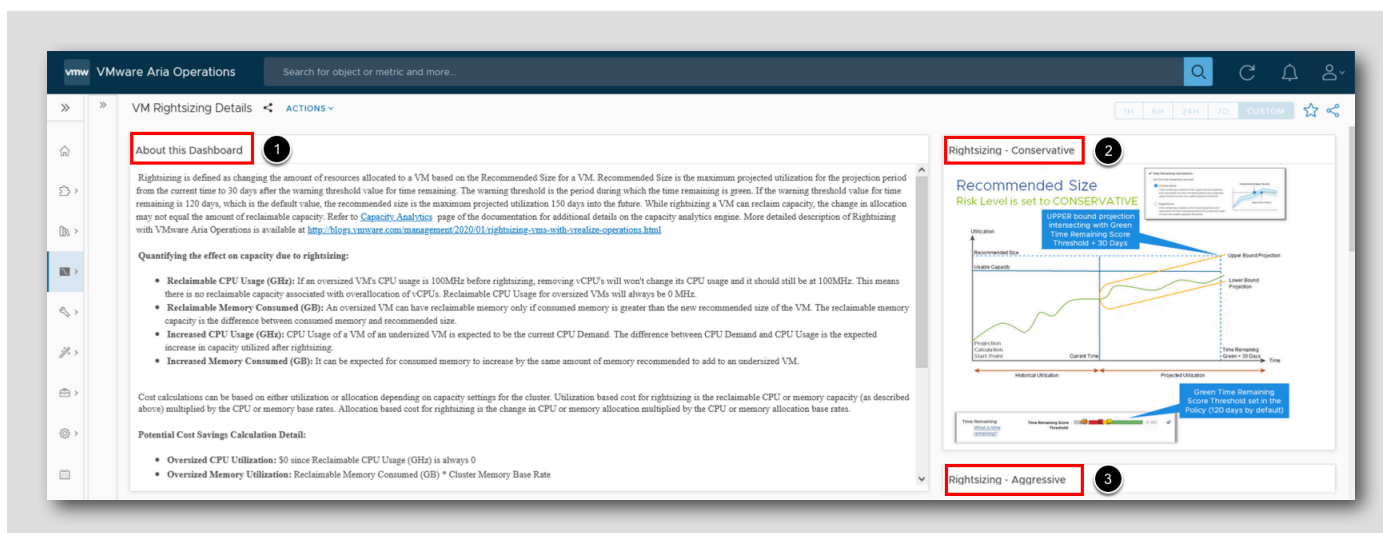 vmw VMware Aria Operations Search for object or metric and more...
VM Rightsizing Details ACTIONS
1H 6H 24H 7D CUSTOM
About this Dashboard 1
Rightsizing is defined as changing the amount of resources allocated to a VM based on the Recommended Size for a VM. Recommended Size is the maximum projected utilization for the projection period
from the current time to 30 days after the warning threshold value for time remaining. The warning threshold is the period during which the time remaining is green. If the warning threshold value for time
remaining is 120 days, which is the default value, the recommended size is the maximum projected utilization 150 days into the future. While rightsizing a VM can reclaim capacity, the change in allocation
may not equal the amount of reclaimable capacity. Refer to Capacity Analytics page of the documentation for additional details on the capacity analytics engine. More detailed description of Rightsizing
with VMware Aria Operations is available at http://blogs.vmware.com/management/2020/01/rightsizing-vms-with-vrealize-operations.html
Quantifying the effect on capacity due to rightsizing:
• Reclaimable CPU Usage (GHz): If an oversized VM's CPU usage is 100MHz before rightsizing, removing vCPU's will won't change its CPU usage and it should still be at 100MHz. This means
there is no reclaimable capacity associated with overallocation of vCPUs. Reclaimable CPU Usage for oversized VMs will always be 0 MHz.
• Reclaimable Memory Consumed (GB): An oversized VM can have reclaimable memory only if consumed memory is greater than the new recommended size of the VM. The reclaimable memory
capacity is the difference between consumed memory and recommended size.
• Increased CPU Usage (GHz): CPU Usage of a VM of an undersized VM is expected to be the current CPU Demand. The difference between CPU Demand and CPU Usage is the expected
increase in capacity utilized after rightsizing.
• Increased Memory Consumed (GB): It can be expected for consumed memory to increase by the same amount of memory recommended to add to an undersized VM.
Cost calculations can be based on either utilization or allocation depending on capacity settings for the cluster. Utilization based cost for rightsizing is the reclaimable CPU or memory capacity (as described
above) multiplied by the CPU or memory base rates. Allocation based cost for rightsizing is the change in CPU or memory allocation multiplied by the CPU or memory allocation base rates.
Potential Cost Savings Calculation Detail:
• Oversized CPU Utilization: $0 since Reclaimable CPU Usage (GHz) is always 0
• Oversized Memory Utilization: Reclaimable Memory Consumed (GB) * Cluster Memory Base Rate
Rightsizing - Conservative 2
Recommended Size
Risk Level is set to CONSERVATIVE
UPPER bound projection
intersecting with Green
Time Remaining Score
Threshold + 30 Days
Utilization
Recommended Size
Usable Capacity
Upper Bound Projection
Lower Bound
Projection
Projection
Calculation
Start Point
Current Time
Time Remaining
Green + 30 Days
Time
Historical Utilization
Projected Utilization
Green Time Remaining
Score Threshold set in the
Policy (120 days by default)
Time Remaining
What is time
remaining?
Time Remaining Score
Threshold
Rightsizing - Aggressive 3